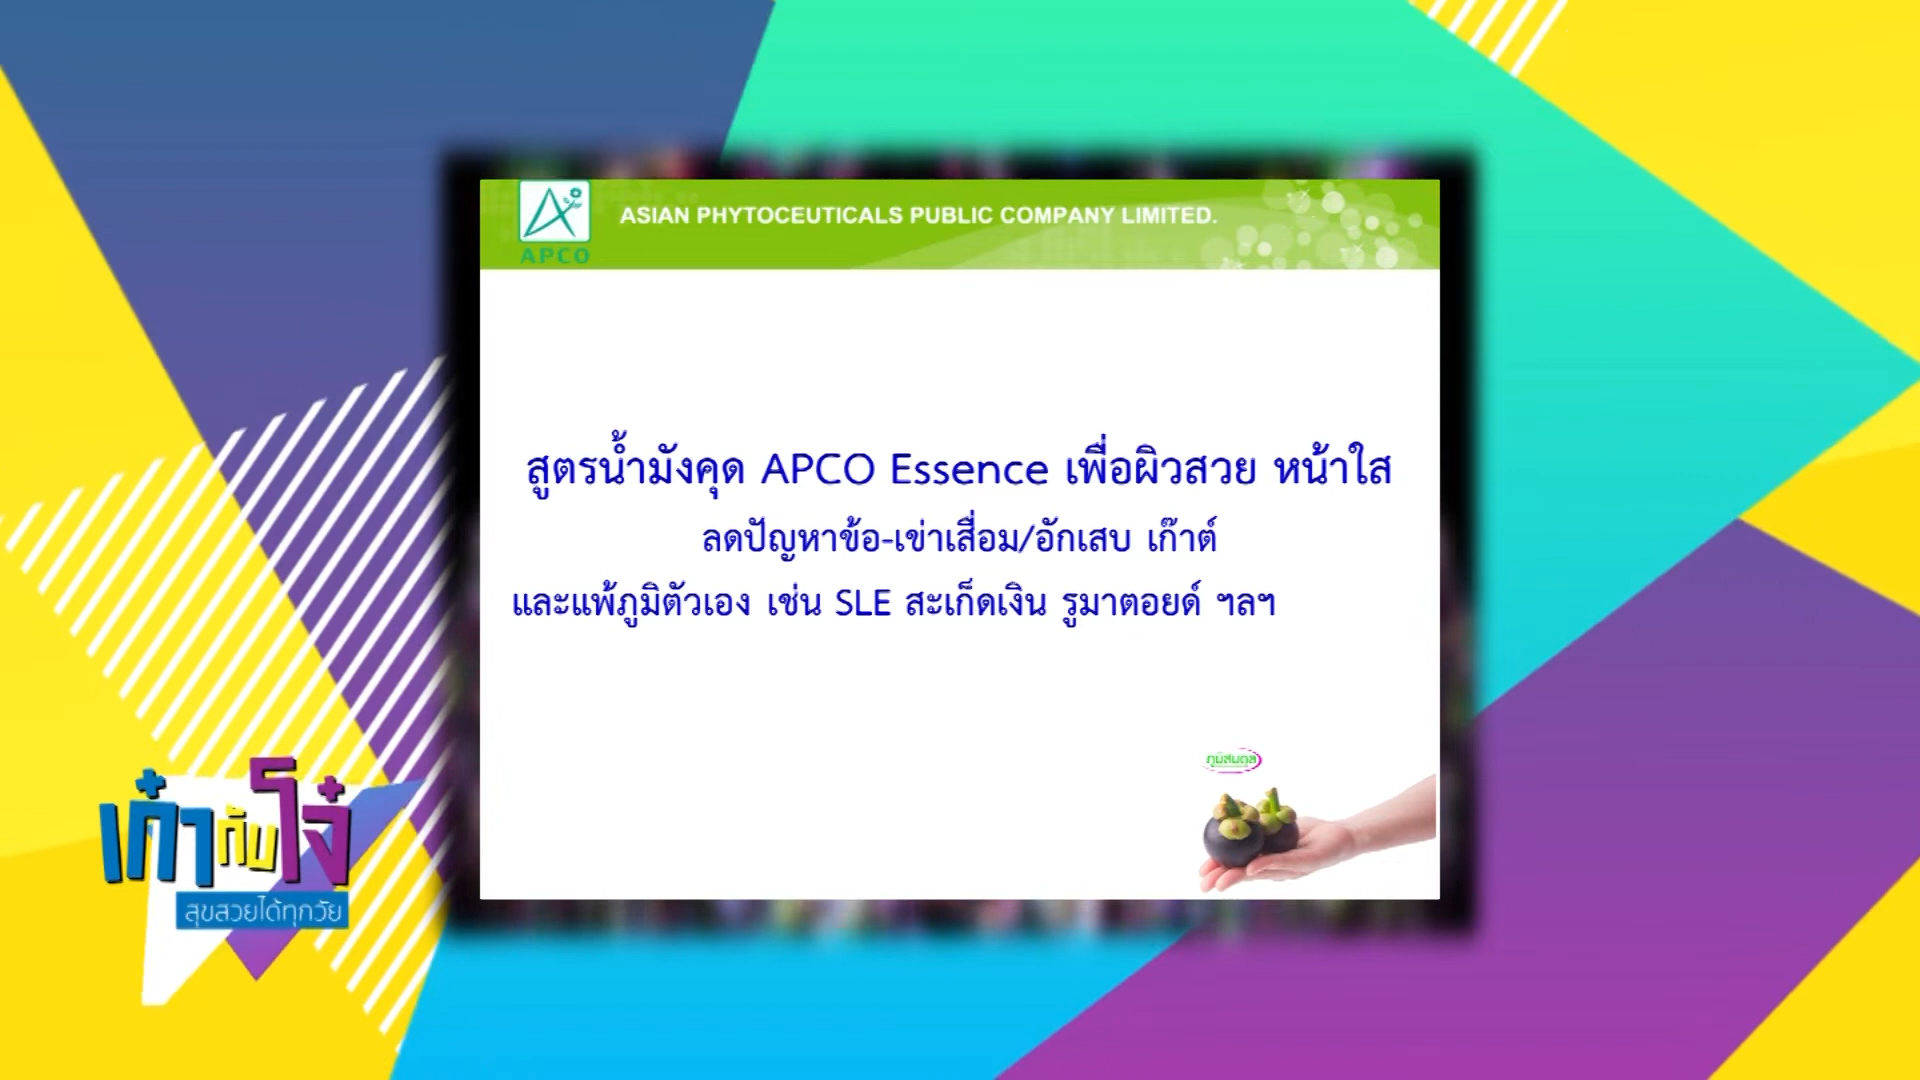 APCO
ASIAN PHYTOCEUTICALS PUBLIC COMPANY LIMITED.
สูตรน้ำมังคุด APCO Essence เพื่อผิวสวย หน้าใส
ลดปัญหาข้อ-เข่าเสื่อม/อักเสบ เก๊าต์
และแพ้ภูมิตัวเอง เช่น SLE สะเก็ดเงิน รูมาตอยด์ ฯลฯ
ภูมิสมดุล
เก๋ากับโจ๋
สุขสวยได้ทุกวัย